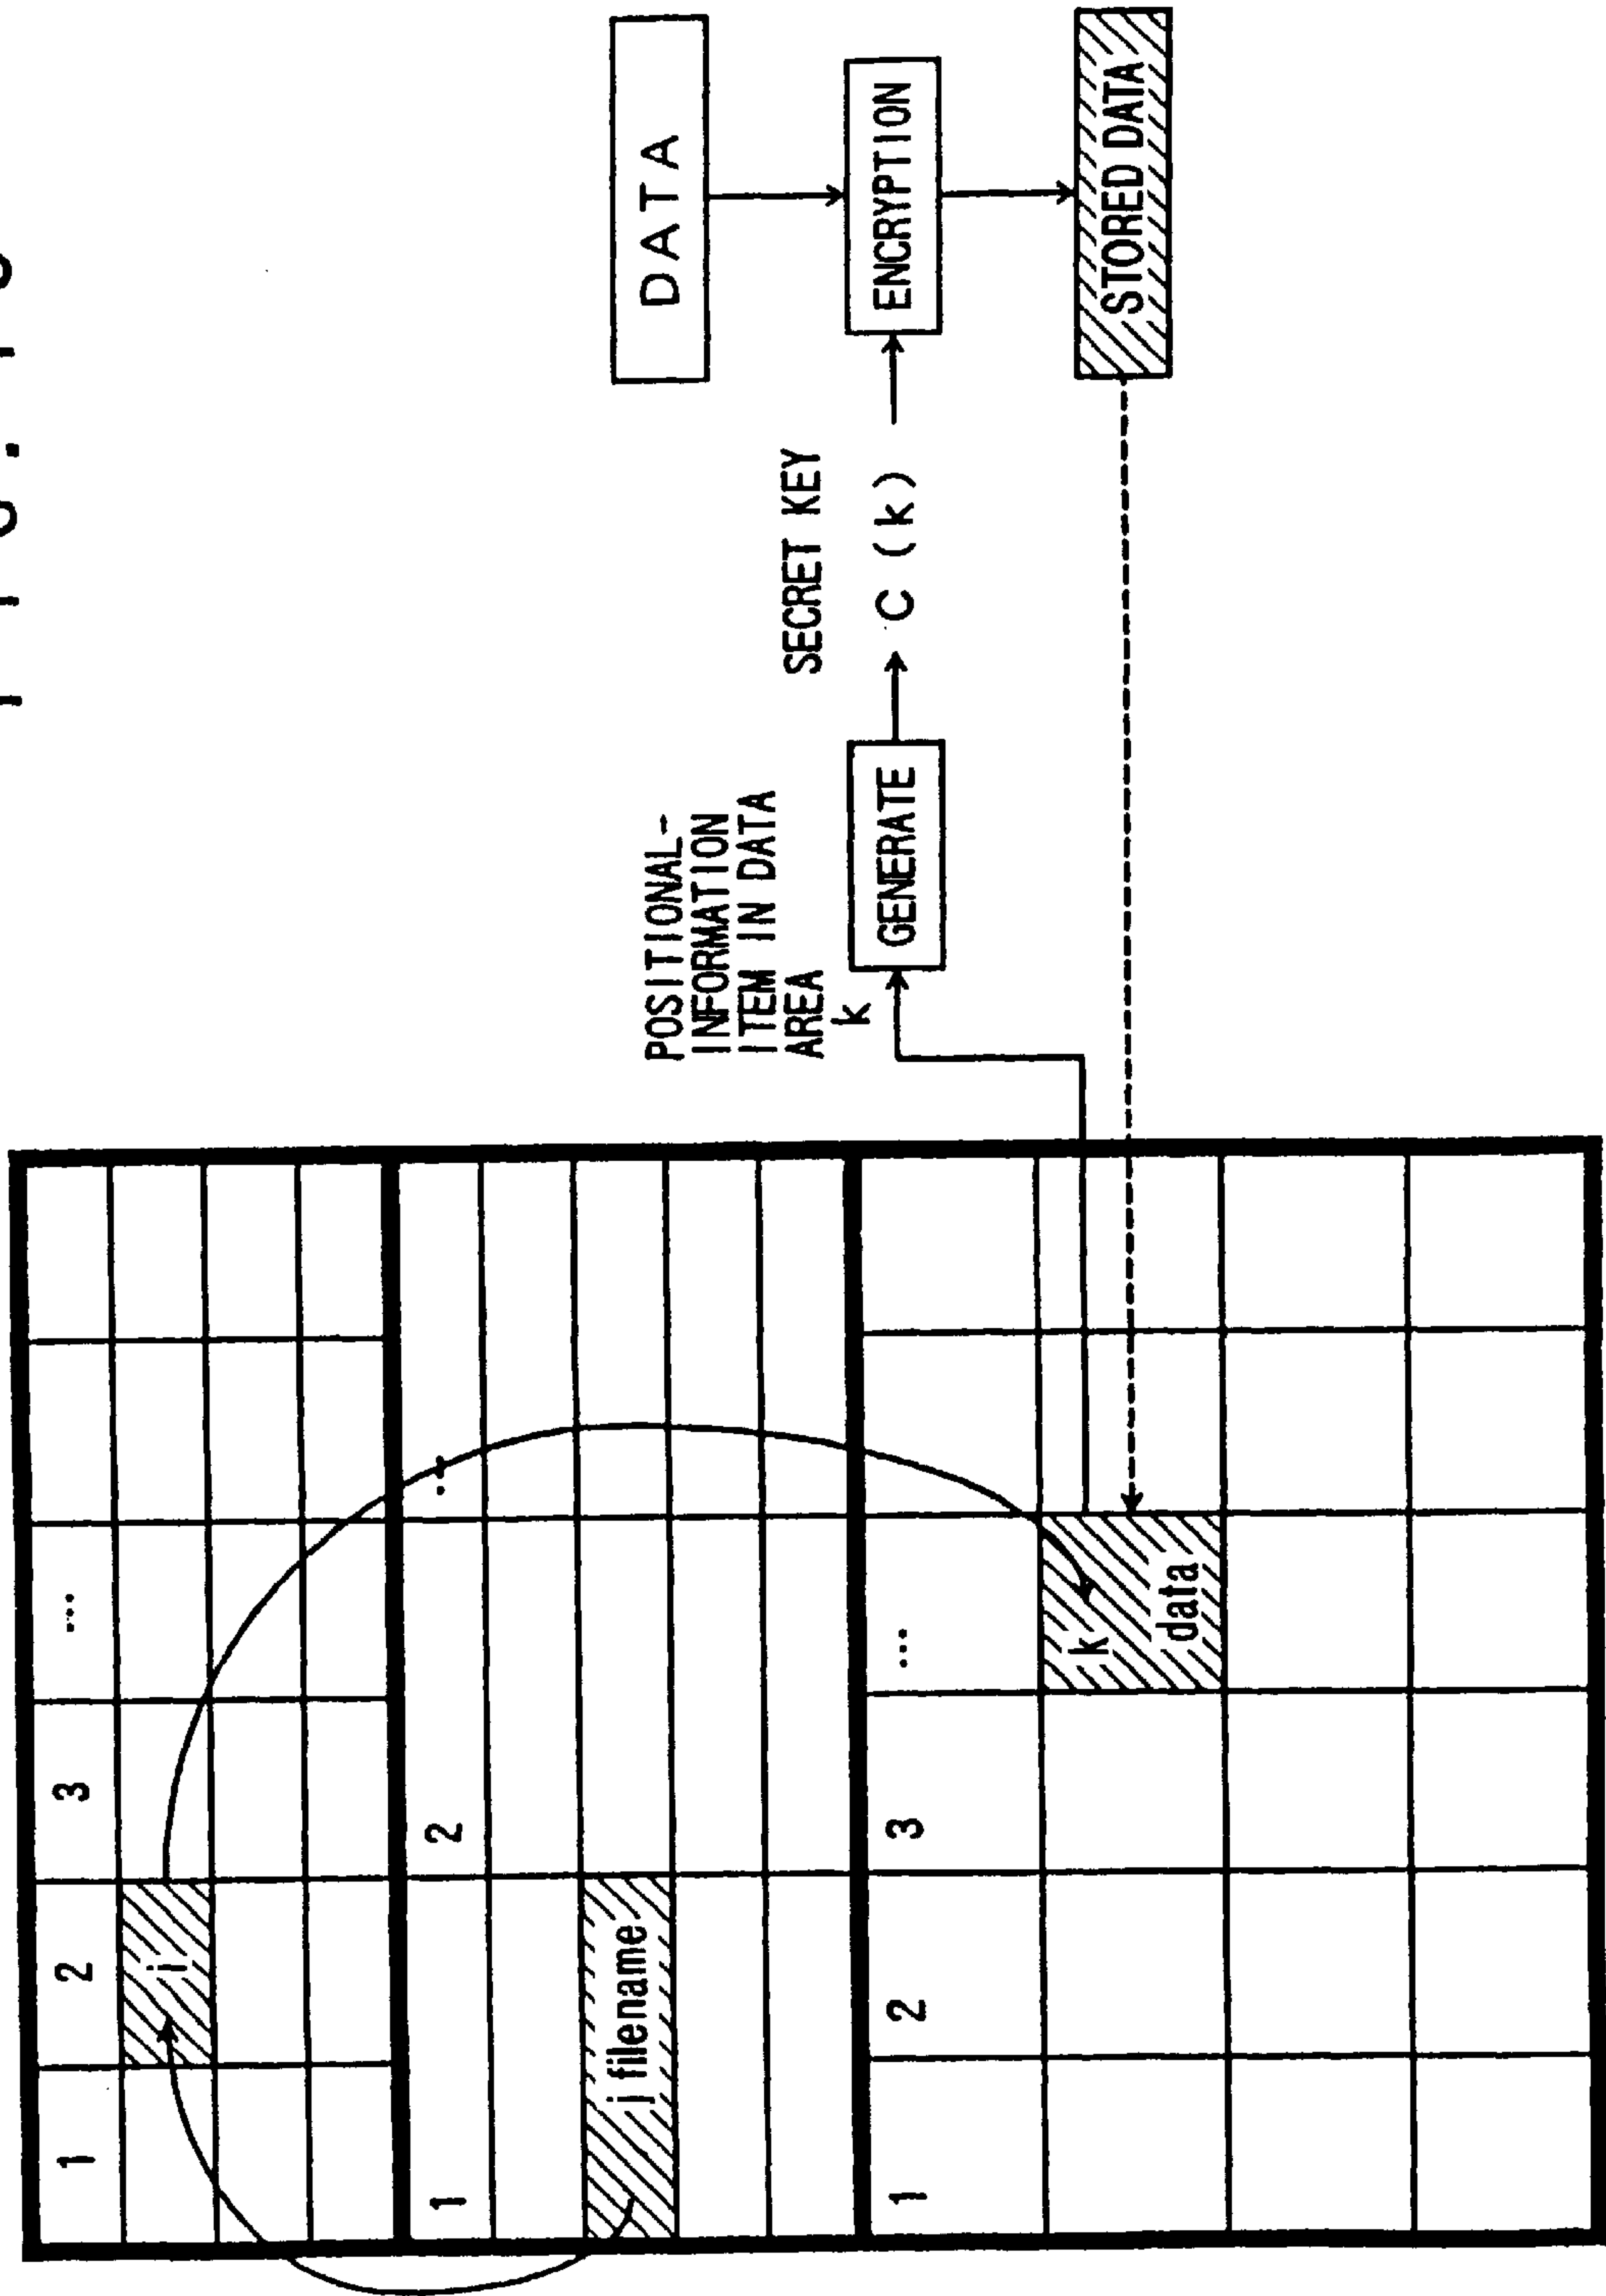 1 2 3 ...
i
1 2 ...
j filename
1 2 3 ...
k
data
POSITIONAL-
INFORMATION
ITEM IN DATA
AREA
k
GENERATE
SECRET KEY
C (k)
DATA
ENCRYPTION
STORED DATA